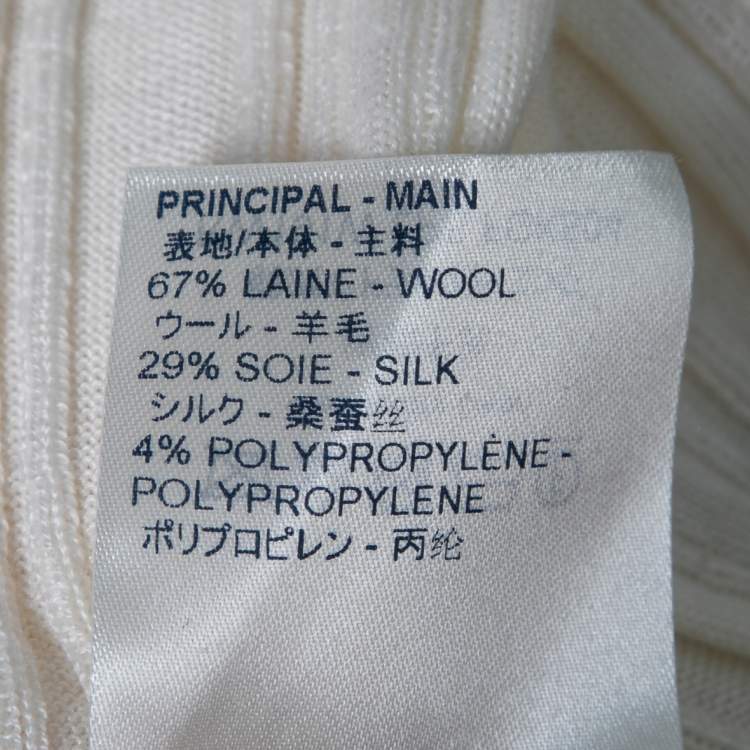 PRINCIPAL - MAIN
表地/本体 - 主料
67% LAINE - WOOL
ウール - 羊毛
29% SOIE - SILK
シルク - 桑蚕丝
4% POLYPROPYLÈNE -
POLYPROPYLENE
ポリプロピレン - 丙纶